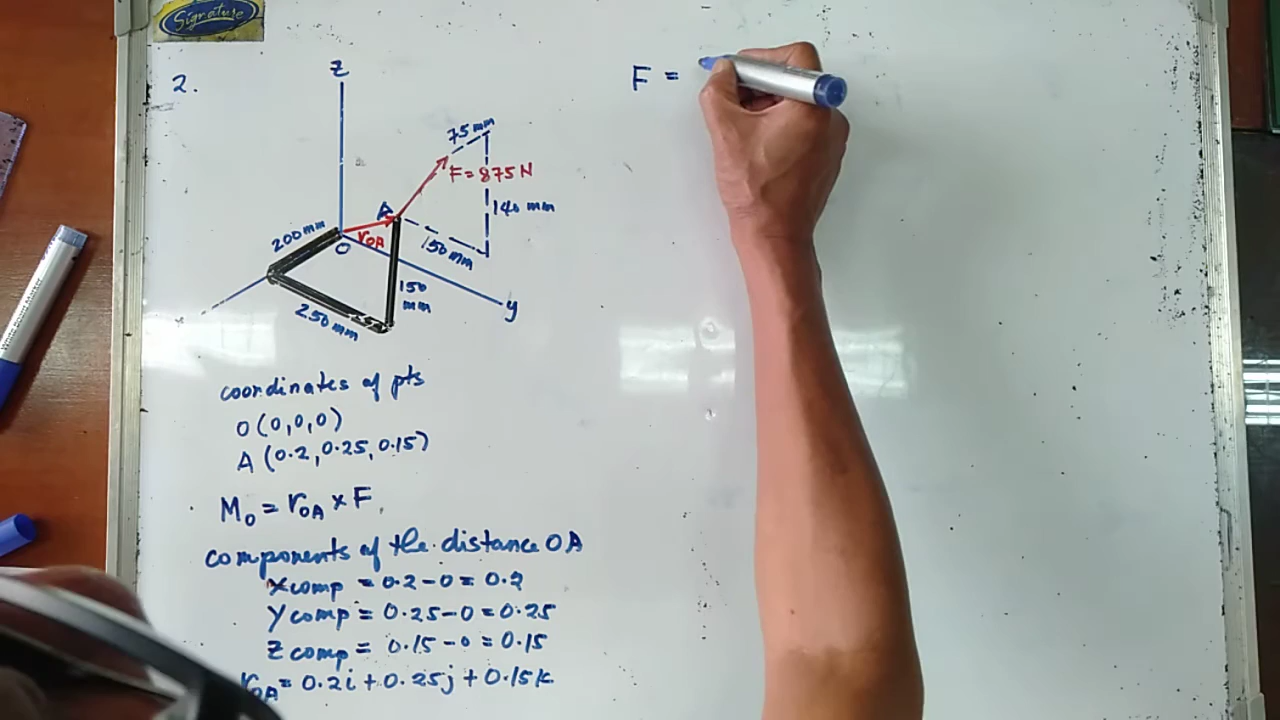 Signature
2.
z
75 mm
F = 875 N
A
140 mm
200 mm
O
rOA
150 mm
150
mm
250 mm
y
coordinates of pts
O (0,0,0)
A (0.2, 0.25, 0.15)
MO = rOA × F
components of the distance OA
x comp = 0.2 - 0 = 0.2
Y comp = 0.25 - 0 = 0.25
Z comp = 0.15 - 0 = 0.15
rOA = 0.2i + 0.25j + 0.15k
F =